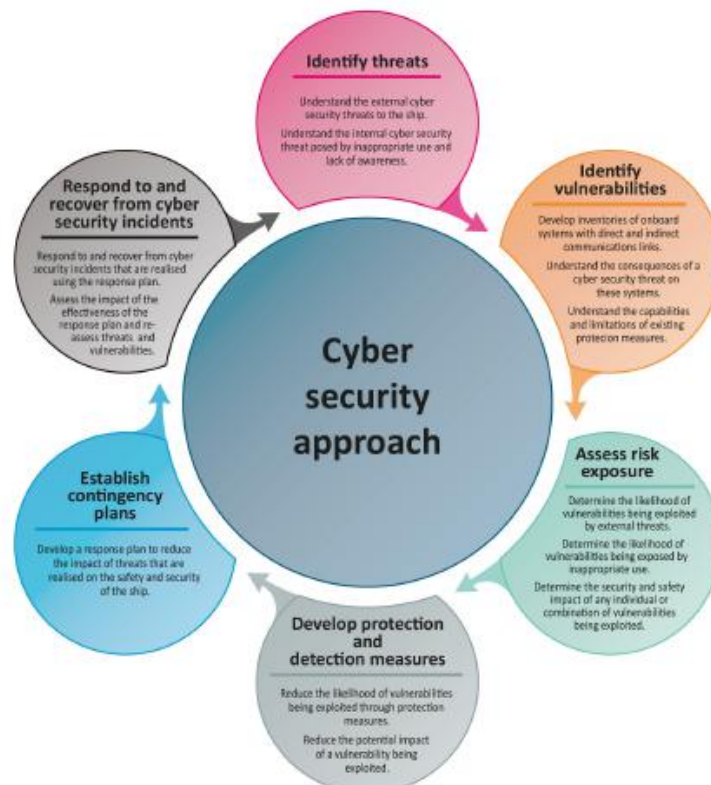 Identify threats
Understand the external cyber
security threats to the ship.
Understand the internal cyber security
threat posed by inappropriate use and
lack of awareness.
Identify
vulnerabilities
Develop inventories of onboard
systems with direct and indirect
communications links.
Understand the consequences of a
cyber security threat on
these systems.
Understand the capabilities
and limitations of existing
protecion measures.
Assess risk
exposure
Determine the likelihood of
vulnerabilities being exploited
by external threats.
Determine the likelihood of
vulnerabilities being exposed by
inappropriate use.
Determine the security and safety
impact of any individual or
combination of vulnerabilities
being exploited.
Develop protection
and
detection measures
Reduce the likelihood of vulnerabilities
being exploited through protection
measures.
Reduce the potential impact
of a vulnerability being
exploited.
Establish
contingency
plans
Develop a response plan to reduce
the impact of threats that are
realised on the safety and security
of the ship.
Respond to and
recover from cyber
security incidents
Respond to and recover from cyber
security incidents that are realised
using the response plan.
Assess the impact of the
effectiveness of the
response plan and re-
assess threats and
vulnerabilities.
Cyber
security
approach